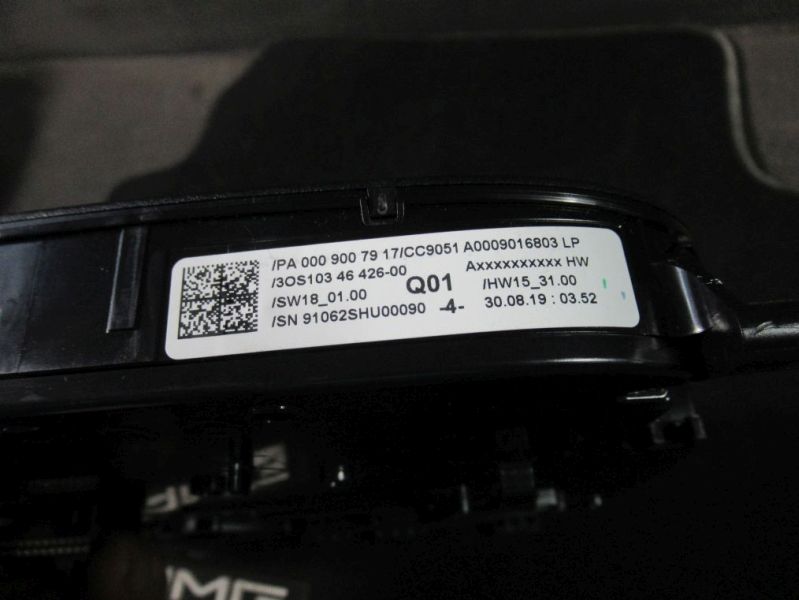 /PA 000 900 79 17/CC9051 A0009016803 LP
/3OS103 46 426-00 Axxxxxxxxxx HW
/SW18_01.00 Q01 /HW15_31.00
/SN 91062SHU00090 -4- 30.08.19 : 03.52